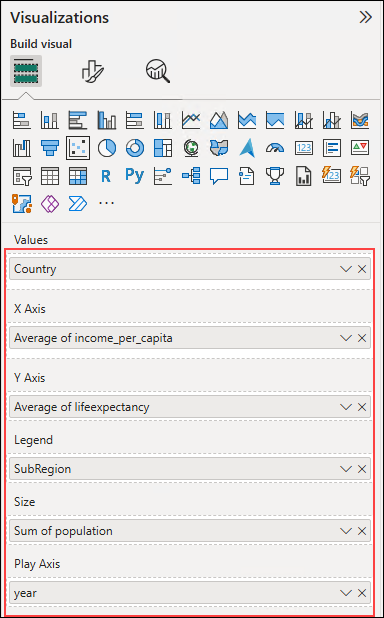 Visualizations
Build visual
123
R
Py
Values
Country
X Axis
Average of income_per_capita
Y Axis
Average of lifeexpectancy
Legend
SubRegion
Size
Sum of population
Play Axis
year